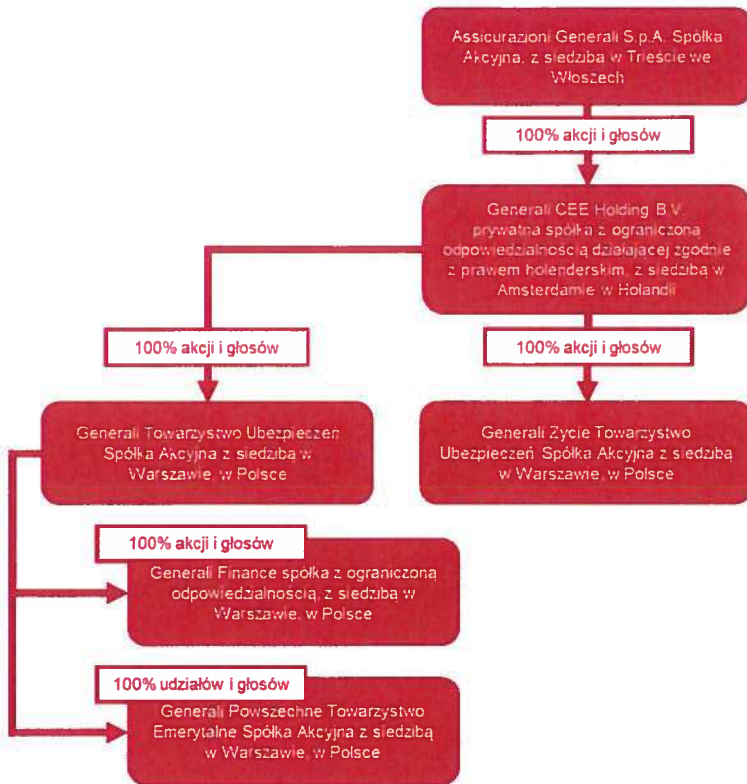 Assicurazioni Generali S.p.A. Spółka
Akcyjna, z siedzibą w Trieście we
Włoszech
100% akcji i głosów
Generali CEE Holding B.V.
prywatna spółka z ograniczoną
odpowiedzialnością działającej zgodnie
z prawem holenderskim, z siedzibą w
Amsterdamie w Holandii
100% akcji i głosów
100% akcji i głosów
Generali Towarzystwo Ubezpieczeń
Spółka Akcyjna z siedzibą w
Warszawie, w Polsce
Generali Życie Towarzystwo
Ubezpieczeń Spółka Akcyjna z siedzibą
w Warszawie, w Polsce
100% akcji i głosów
Generali Finance spółka z ograniczoną
odpowiedzialnością, z siedzibą w
Warszawie, w Polsce
100% udziałów i głosów
Generali Powszechne Towarzystwo
Emerytalne Spółka Akcyjna z siedzibą
w Warszawie, w Polsce